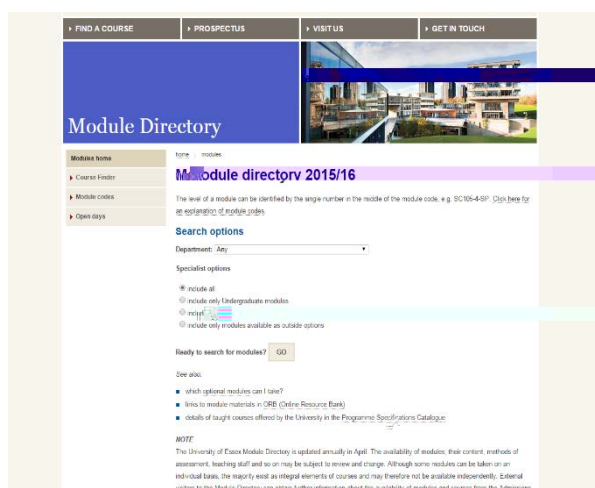 FIND A COURSE
PROSPECTUS
VISIT US
GET IN TOUCH
Module Directory
Modules home
Course Finder
Module codes
Open days
home modules
Module directory 2015/16
The level of a module can be identified by the single number in the middle of the module code, e.g. SC105-4-SP. Click here for
an explanation of module codes.
Search options
Department: Any
Specialist options
include all
include only Undergraduate modules
include only modules available as outside options
Ready to search for modules? GO
See also:
which optional modules can I take?
links to module materials in ORB (Online Resource Bank)
details of taught courses offered by the University in the Programme Specifications Catalogue
NOTE
The University of Essex Module Directory is updated annually in April. The availability of modules, their content, methods of
assessment, teaching staff and so on may be subject to review and change. Although some modules can be taken on an
individual basis, the majority exist as integral elements of courses and may therefore not be available independently. External